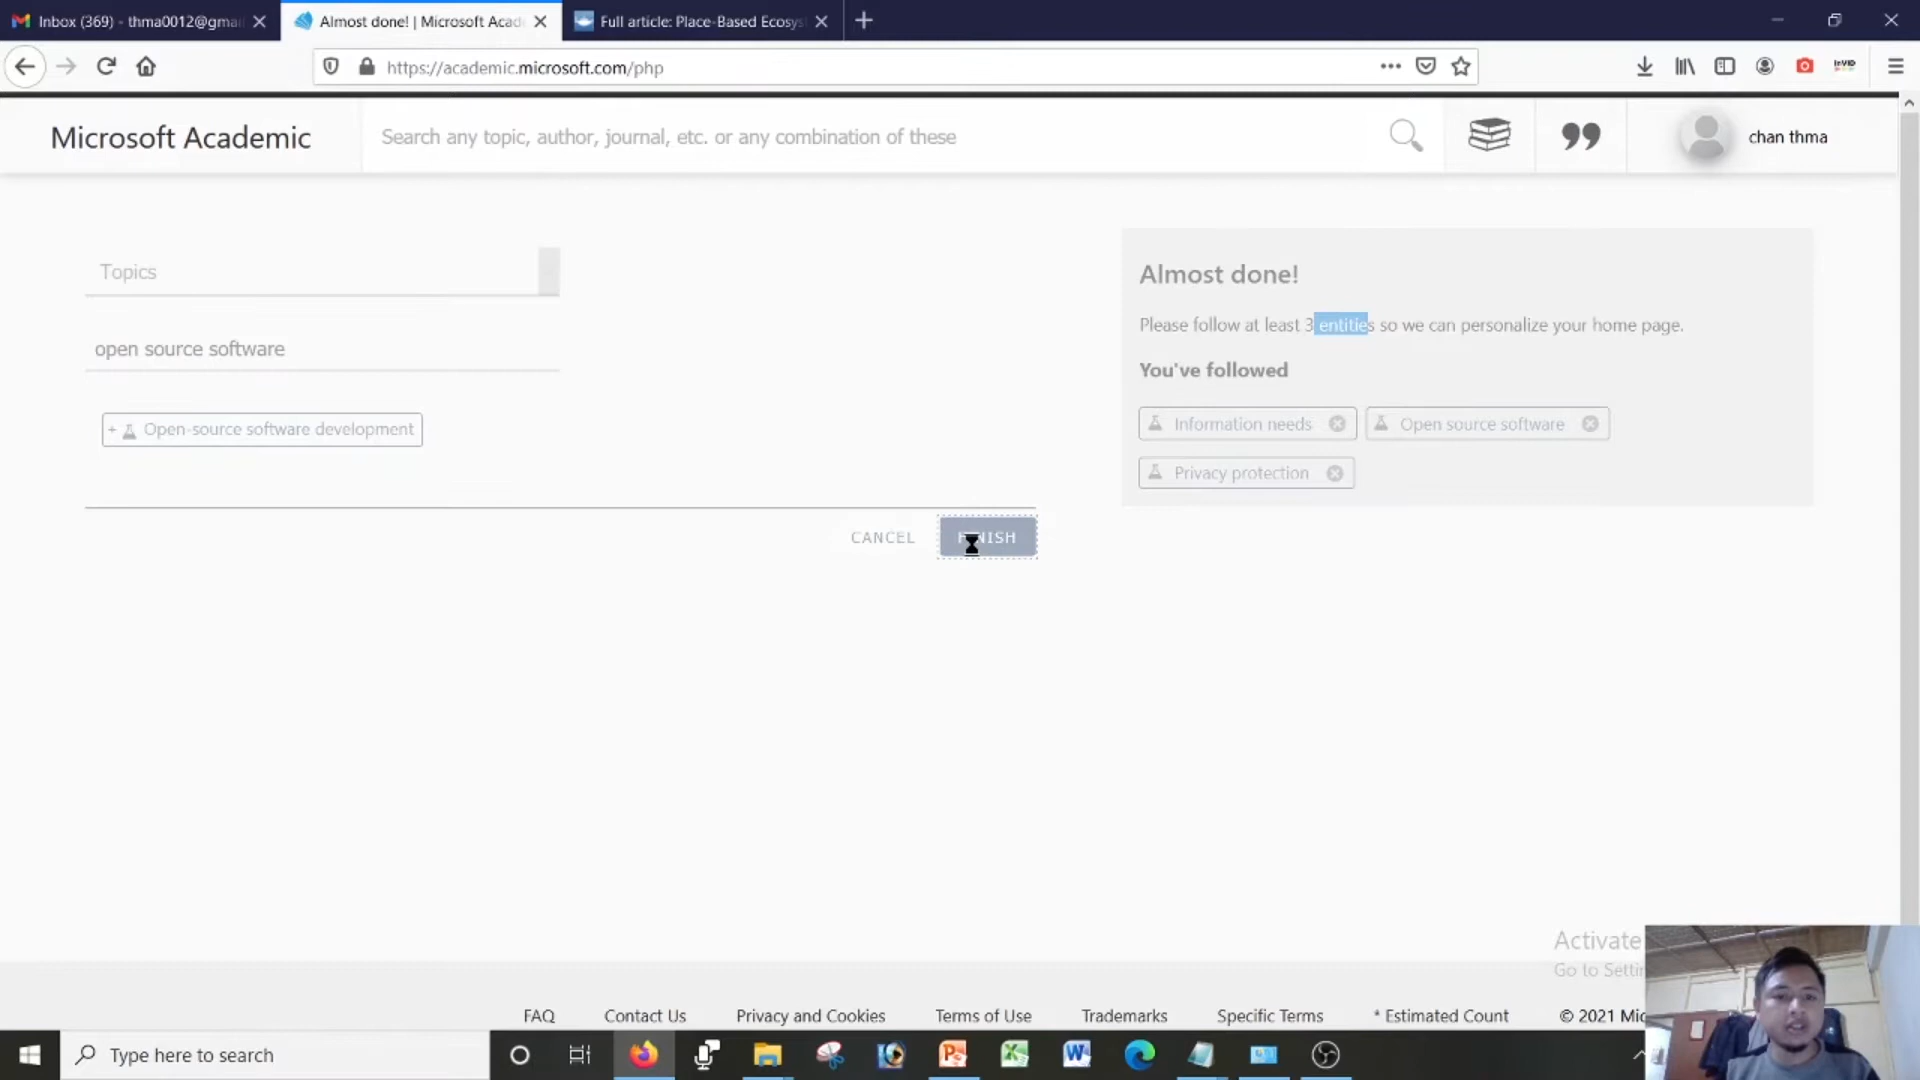 Inbox (369) - thma0012@gmai
Almost done! | Microsoft Acad
Full article: Place-Based Ecosys
https://academic.microsoft.com/php
Microsoft Academic
Search any topic, author, journal, etc. or any combination of these
chan thma
Topics
open source software
+ Open-source software development
CANCEL
FINISH
Almost done!
Please follow at least 3 entities so we can personalize your home page.
You've followed
Information needs
Open source software
Privacy protection
Activate
Go to Setti
FAQ
Contact Us
Privacy and Cookies
Terms of Use
Trademarks
Specific Terms
* Estimated Count
© 2021 Mic
Type here to search